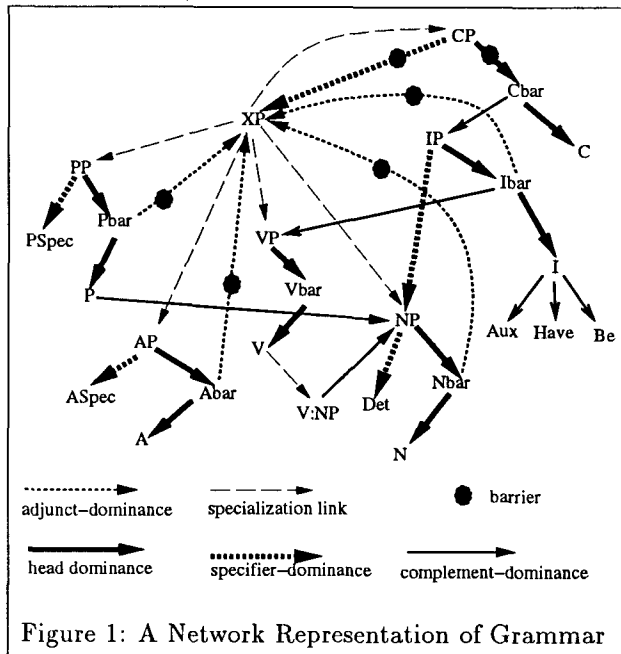 CP
Cbar
XP
IP
C
PP
Ibar
Pbar
PSpec
VP
Vbar
I
P
NP
Aux Have Be
AP
V
Nbar
ASpec
Abar
V:NP
Det
A
N
adjunct–dominance
specialization link
barrier
head dominance
specifier–dominance
complement–dominance
Figure 1: A Network Representation of Grammar